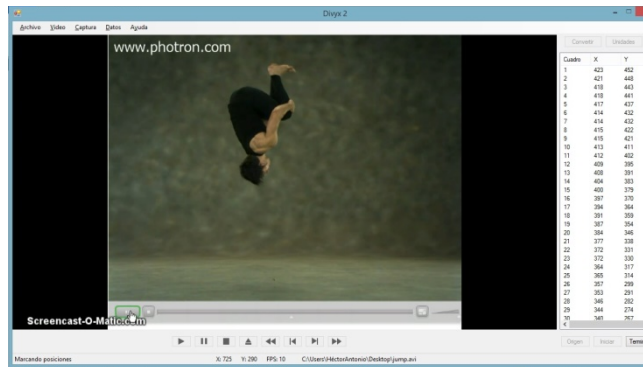 Divyx 2
Archivo Video Captura Datos Ayuda
www.photron.com
Convertir Unidades
Cuadro X Y
1 423 452
2 421 448
3 418 443
4 418 441
5 417 437
6 414 432
7 414 432
8 415 422
9 415 421
10 413 411
11 412 402
12 409 395
13 408 391
14 404 383
15 400 379
16 397 370
17 394 364
18 391 359
19 387 354
20 384 346
21 377 338
22 372 331
23 372 330
24 364 317
25 365 314
26 357 299
27 353 291
28 346 282
29 344 274
30 340 267
Screencast-O-Matic.com
Origen Iniciar Termi
Marcando posiciones X: 725 Y: 290 FPS: 10 C:\Users\HéctorAntonio\Desktop\jump.avi